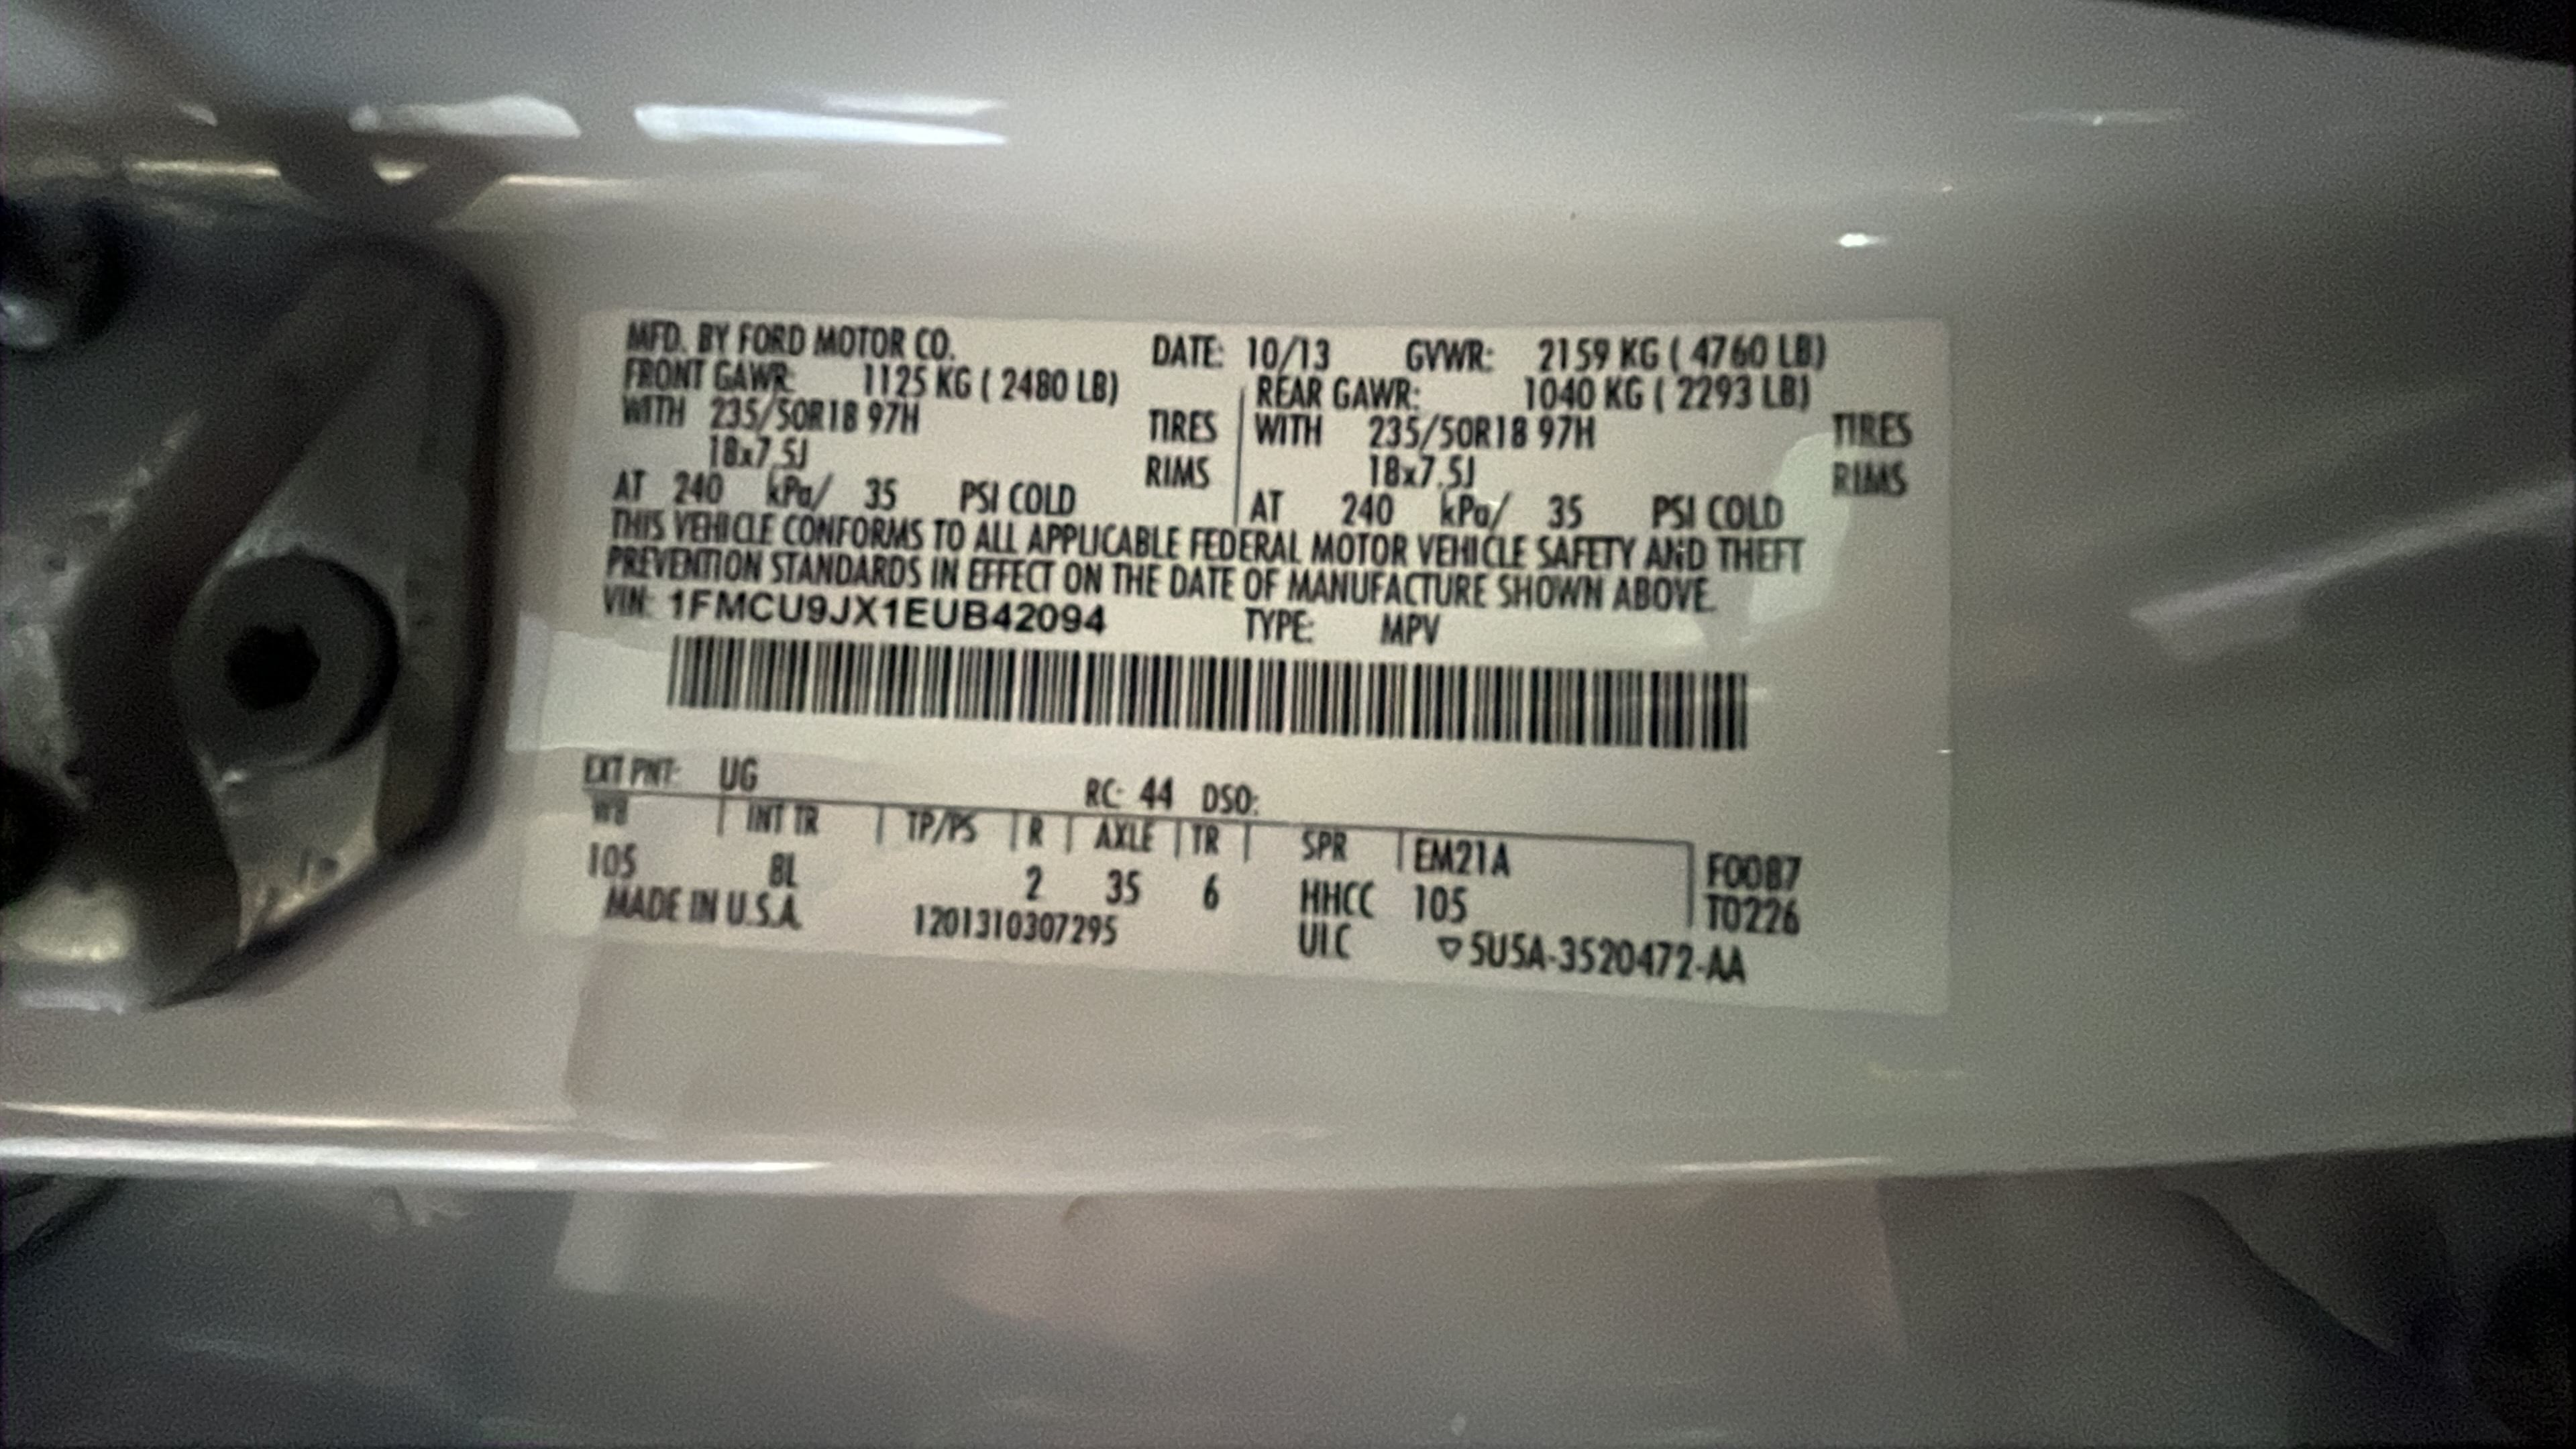 MFD. BY FORD MOTOR CO. DATE: 10/13 GVWR: 2159 KG ( 4760 LB)
FRONT GAWR: 1125 KG ( 2480 LB) REAR GAWR: 1040 KG ( 2293 LB)
WITH 235/50R18 97H TIRES WITH 235/50R18 97H TIRES
18x7.5J RIMS 18x7.5J RIMS
AT 240 kPa/ 35 PSI COLD AT 240 kPa/ 35 PSI COLD
THIS VEHICLE CONFORMS TO ALL APPLICABLE FEDERAL MOTOR VEHICLE SAFETY AND THEFT
PREVENTION STANDARDS IN EFFECT ON THE DATE OF MANUFACTURE SHOWN ABOVE.
VIN: 1FMCU9JX1EUB42094 TYPE: MPV
EXT PNT: UG RC: 44 DSO:
WB INT TR TP/PS R AXLE TR SPR EM21A F0087
105 8L 2 35 6 HHCC 105 T0226
MADE IN U.S.A. 1201310307295 ULC ▽5U5A-3520472-AA